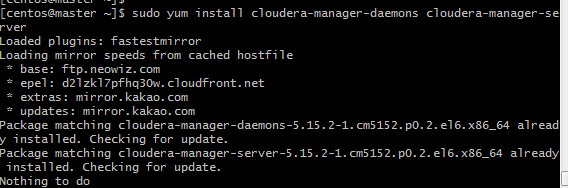 [centos@master ~]$
[centos@master ~]$ sudo yum install cloudera-manager-daemons cloudera-manager-se
rver
Loaded plugins: fastestmirror
Loading mirror speeds from cached hostfile
 * base: ftp.neowiz.com
 * epel: d2lzkl7pfhq30w.cloudfront.net
 * extras: mirror.kakao.com
 * updates: mirror.kakao.com
Package matching cloudera-manager-daemons-5.15.2-1.cm5152.p0.2.el6.x86_64 alread
y installed. Checking for update.
Package matching cloudera-manager-server-5.15.2-1.cm5152.p0.2.el6.x86_64 already
 installed. Checking for update.
Nothing to do